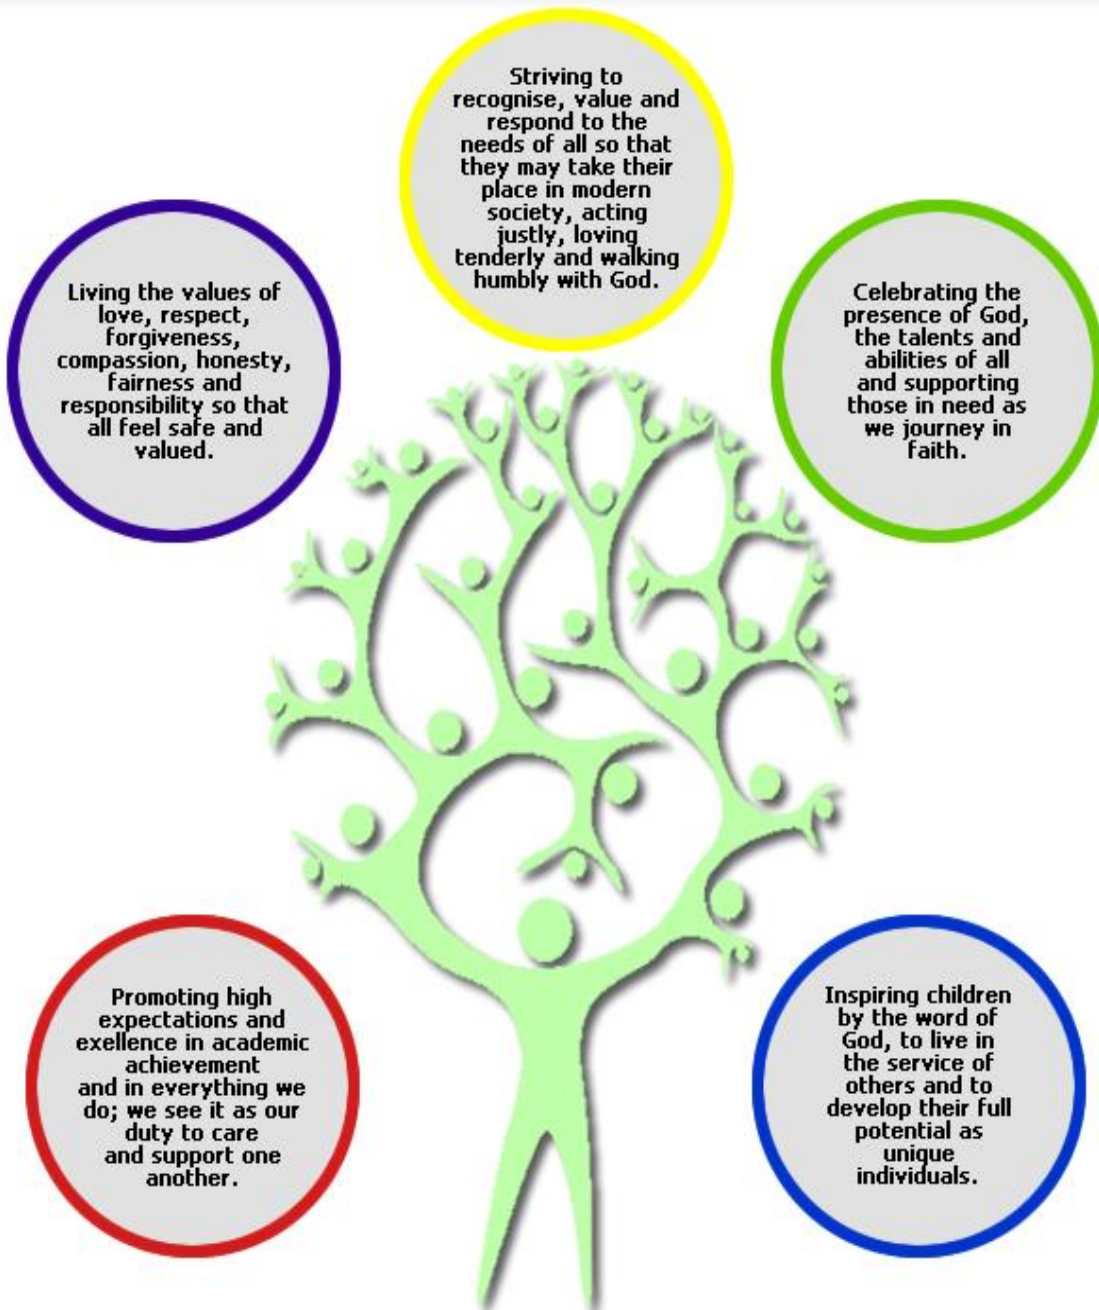 Striving to
recognise, value and
respond to the
needs of all so that
they may take their
place in modern
society, acting
justly, loving
tenderly and walking
humbly with God.
Living the values of
love, respect,
forgiveness,
compassion, honesty,
fairness and
responsibility so that
all feel safe and
valued.
Celebrating the
presence of God,
the talents and
abilities of all
and supporting
those in need as
we journey in
faith.
Promoting high
expectations and
exellence in academic
achievement
and in everything we
do; we see it as our
duty to care
and support one
another.
Inspiring children
by the word of
God, to live in
the service of
others and to
develop their full
potential as
unique
individuals.